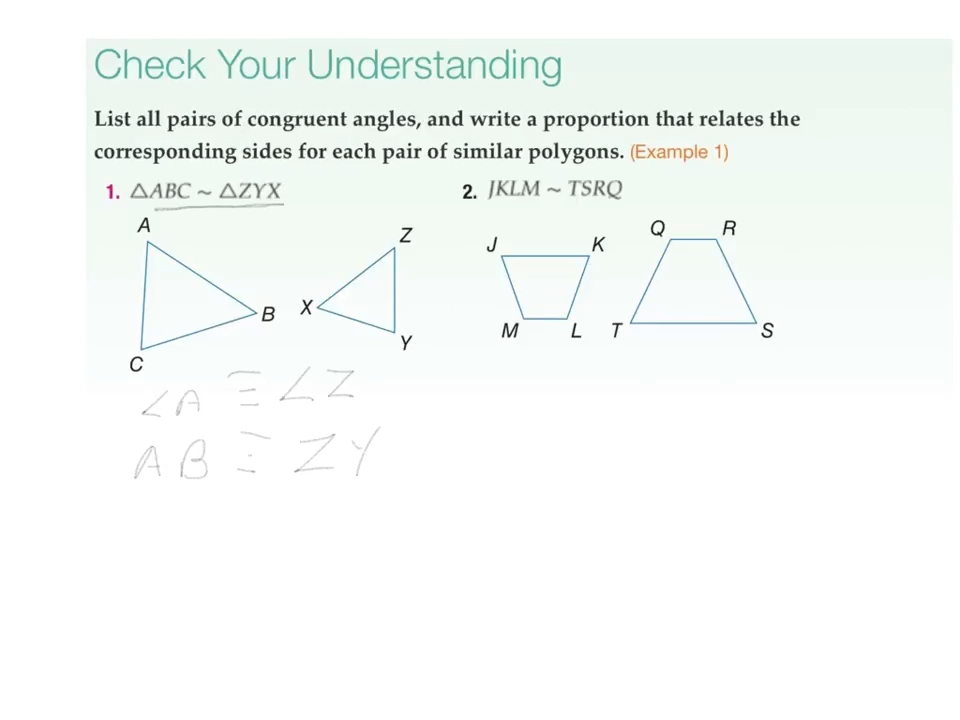 Check Your Understanding
List all pairs of congruent angles, and write a proportion that relates the
corresponding sides for each pair of similar polygons. (Example 1)
1. △ABC ~ △ZYX
2. JKLM ~ TSRQ
A
B
C
X
Z
Y
J
K
M
L
Q
R
T
S
∠A ≅ ∠Z
AB ≅ ZY